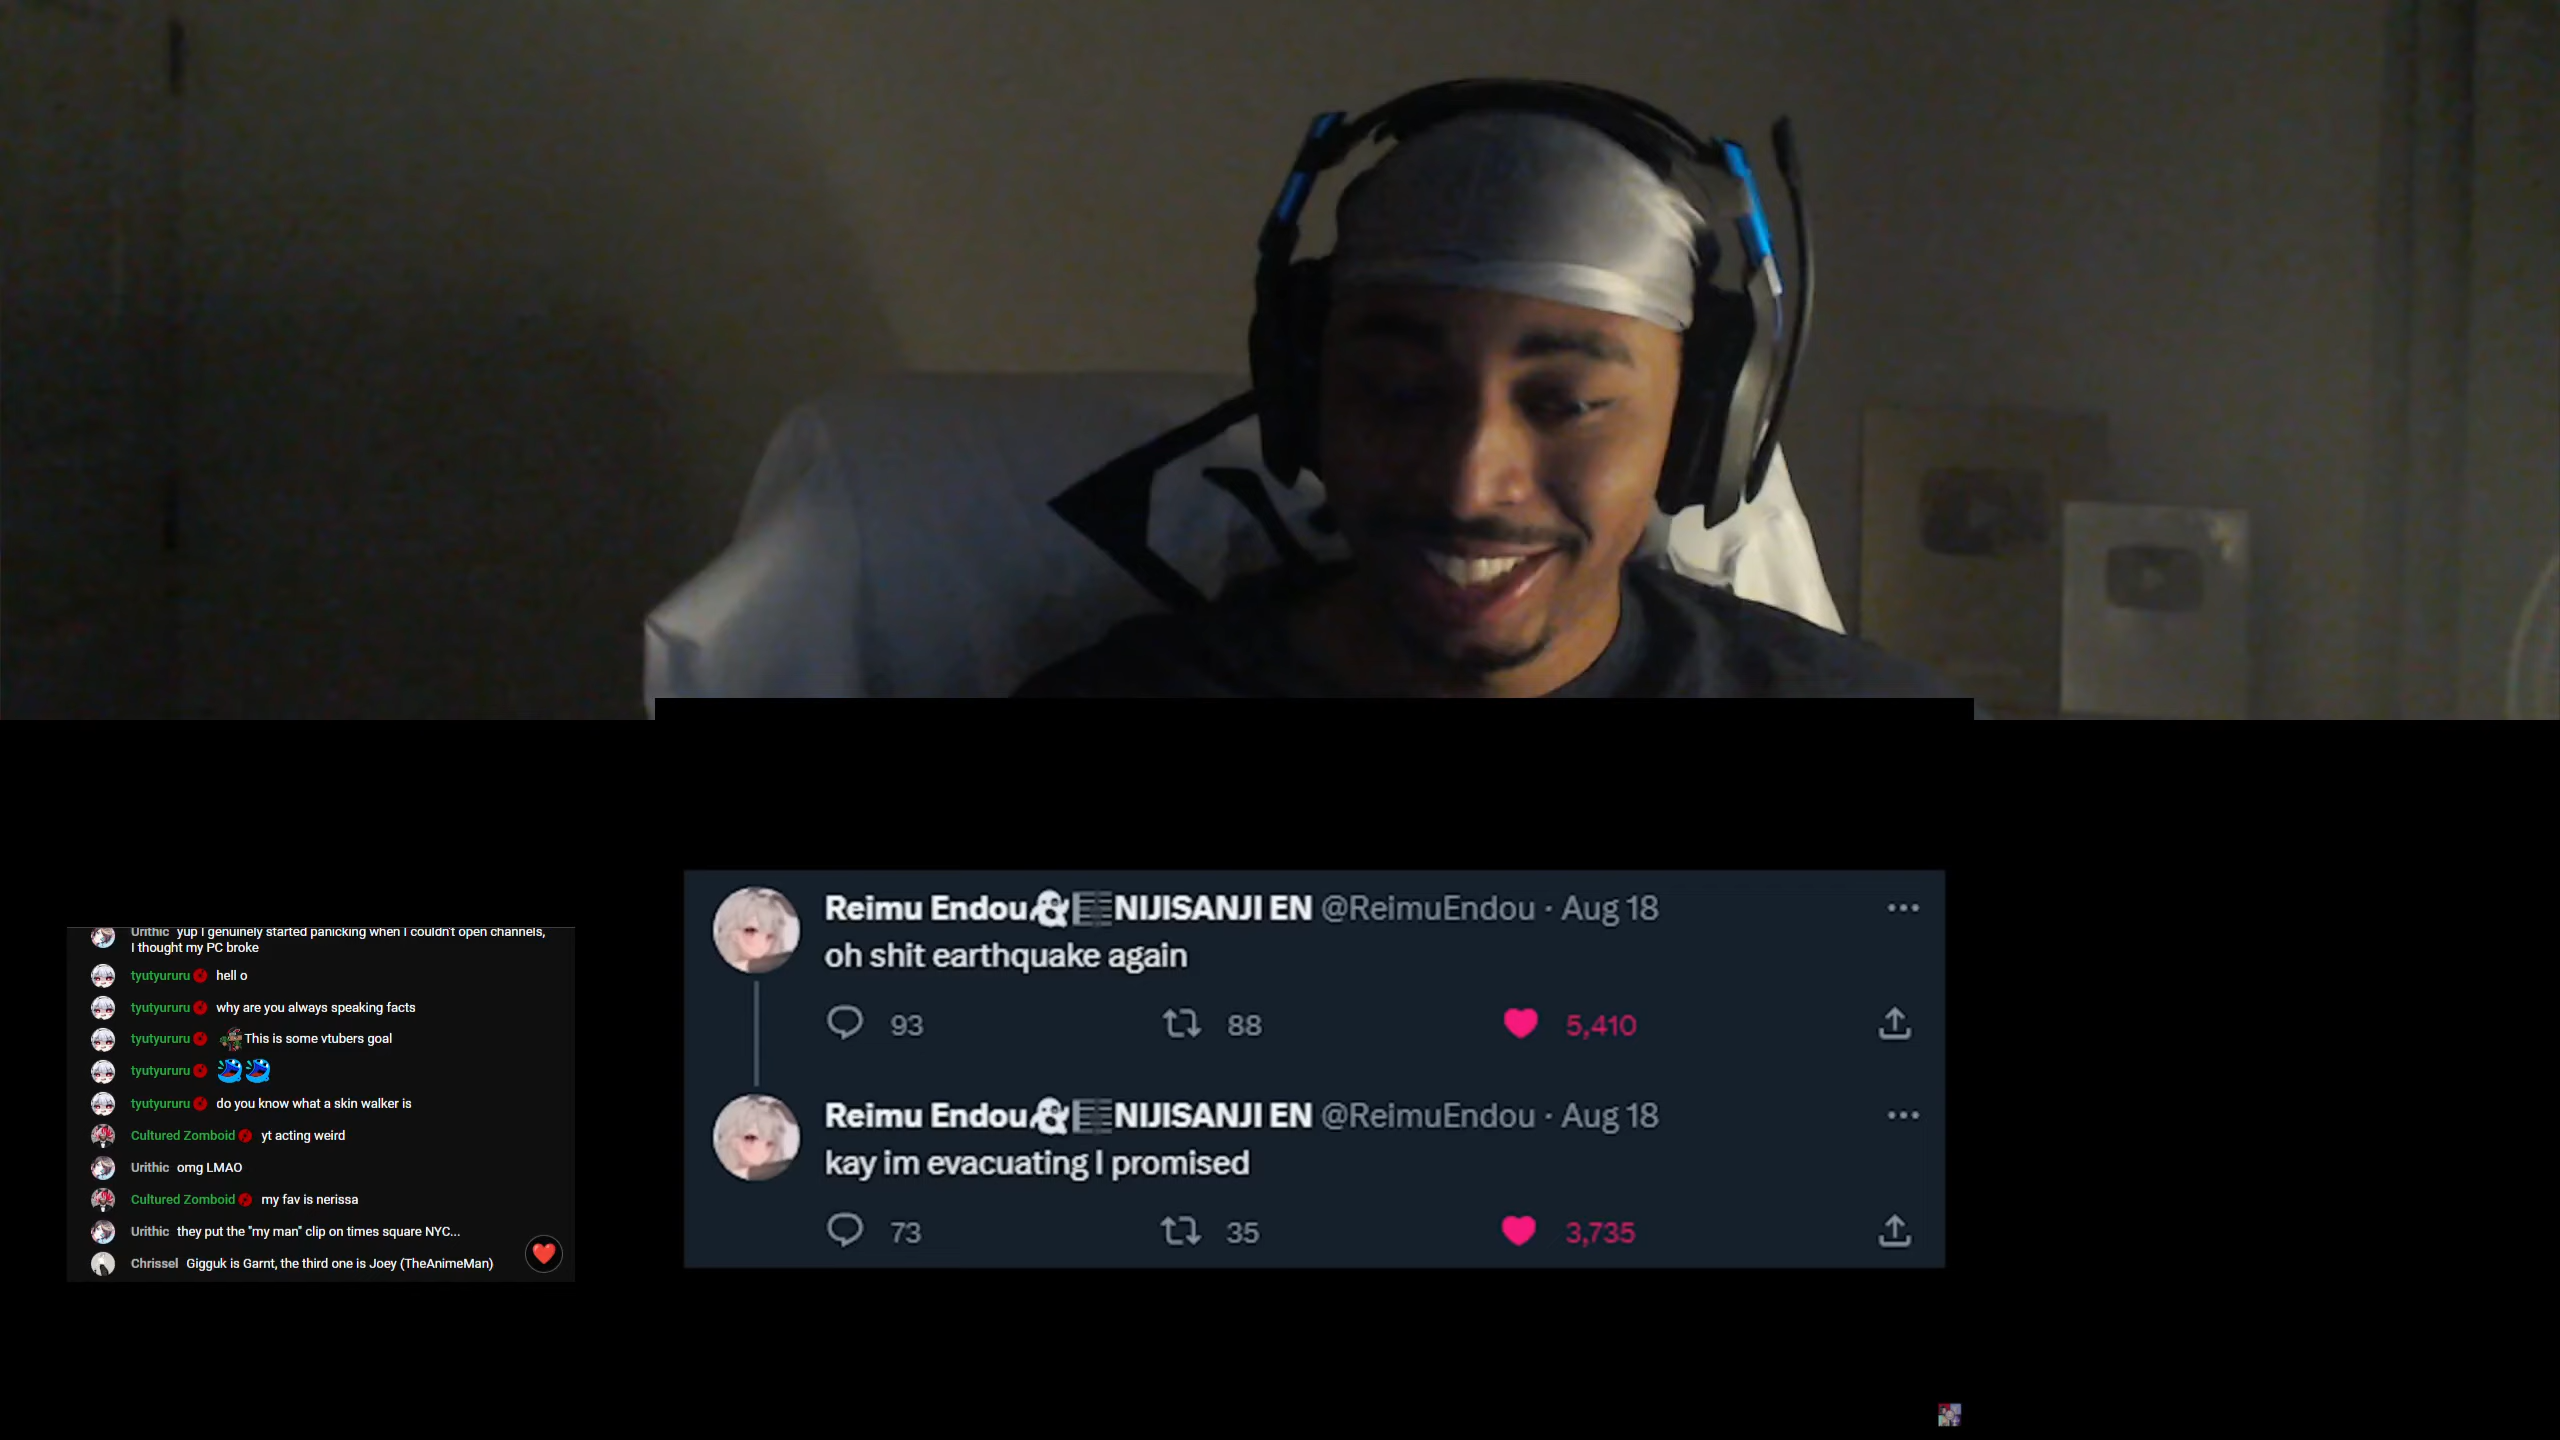 Urithic yup I genuinely started panicking when I couldn't open channels,
I thought my PC broke
tyutyururu hell o
tyutyururu why are you always speaking facts
tyutyururu This is some vtubers goal
tyutyururu
tyutyururu do you know what a skin walker is
Cultured Zomboid yt acting weird
Urithic omg LMAO
Cultured Zomboid my fav is nerissa
Urithic they put the "my man" clip on times square NYC...
Chrissel Gigguk is Garnt, the third one is Joey (TheAnimeMan)
Reimu Endou👻NIJISANJI EN @ReimuEndou · Aug 18
oh shit earthquake again
93 88 5,410
Reimu Endou👻NIJISANJI EN @ReimuEndou · Aug 18
kay im evacuating I promised
73 35 3,735